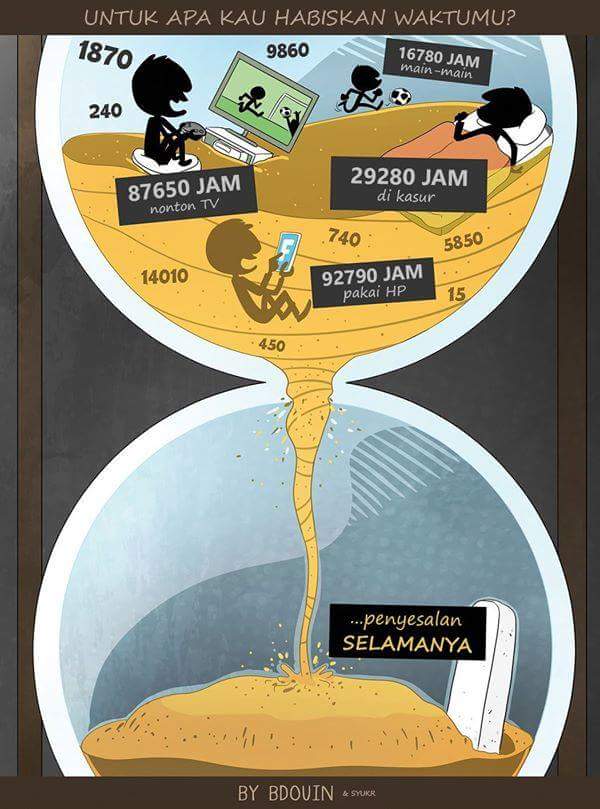 UNTUK APA KAU HABISKAN WAKTUMU?
1870
9860
16780 JAM
main-main
240
87650 JAM
nonton TV
29280 JAM
di kasur
740
5850
14010
92790 JAM
pakai HP
15
450
...penyesalan
SELAMANYA
BY BDOUIN & SYUKR